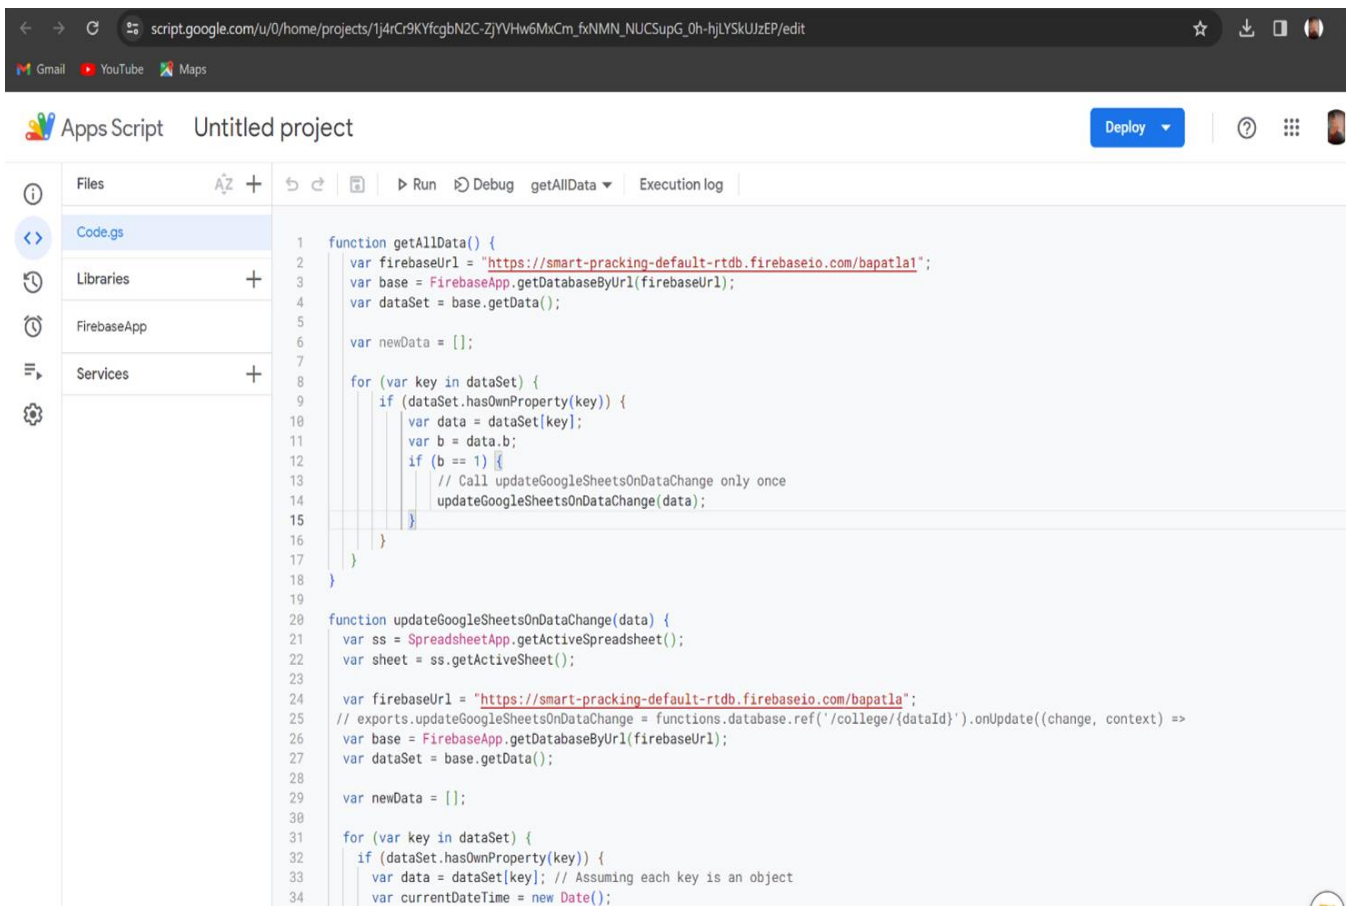 script.google.com/u/0/home/projects/1j4rCr9KYfcgbN2C-ZjYVHw6MxCm_fxNMN_NUCSupG_0h-hjLYSkUJzEP/edit
Gmail YouTube Maps
Apps Script Untitled project Deploy
Files AZ Run Debug getAllData Execution log
Code.gs
Libraries
FirebaseApp
Services
1 function getAllData() {
2 var firebaseUrl = "https://smart-pracking-default-rtdb.firebaseio.com/bapatla1";
3 var base = FirebaseApp.getDatabaseByUrl(firebaseUrl);
4 var dataSet = base.getData();
5
6 var newData = [];
7
8 for (var key in dataSet) {
9 if (dataSet.hasOwnProperty(key)) {
10 var data = dataSet[key];
11 var b = data.b;
12 if (b == 1) {
13 // Call updateGoogleSheetsOnDataChange only once
14 updateGoogleSheetsOnDataChange(data);
15 }
16 }
17 }
18 }
19
20 function updateGoogleSheetsOnDataChange(data) {
21 var ss = SpreadsheetApp.getActiveSpreadsheet();
22 var sheet = ss.getActiveSheet();
23
24 var firebaseUrl = "https://smart-pracking-default-rtdb.firebaseio.com/bapatla";
25 // exports.updateGoogleSheetsOnDataChange = functions.database.ref('/college/{dataId}').onUpdate((change, context) =>
26 var base = FirebaseApp.getDatabaseByUrl(firebaseUrl);
27 var dataSet = base.getData();
28
29 var newData = [];
30
31 for (var key in dataSet) {
32 if (dataSet.hasOwnProperty(key)) {
33 var data = dataSet[key]; // Assuming each key is an object
34 var currentDateTime = new Date();